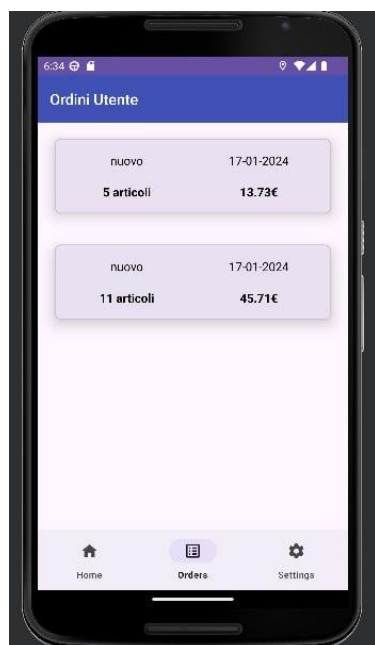 6:34
Ordini Utente
nuovo 17-01-2024
5 articoli 13.73€
nuovo 17-01-2024
11 articoli 45.71€
Home Orders Settings